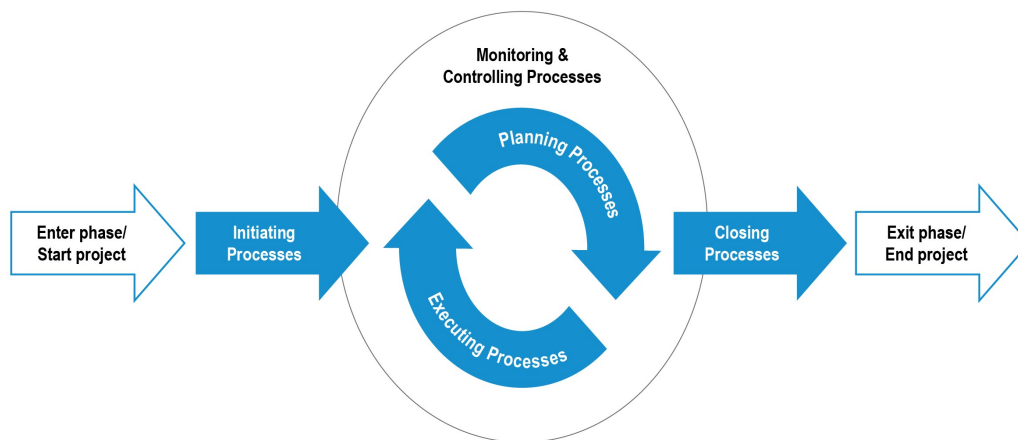 Monitoring &
Controlling Processes
Planning Processes
Enter phase/
Start project
Initiating
Processes
Closing
Processes
Exit phase/
End project
Executing Processes